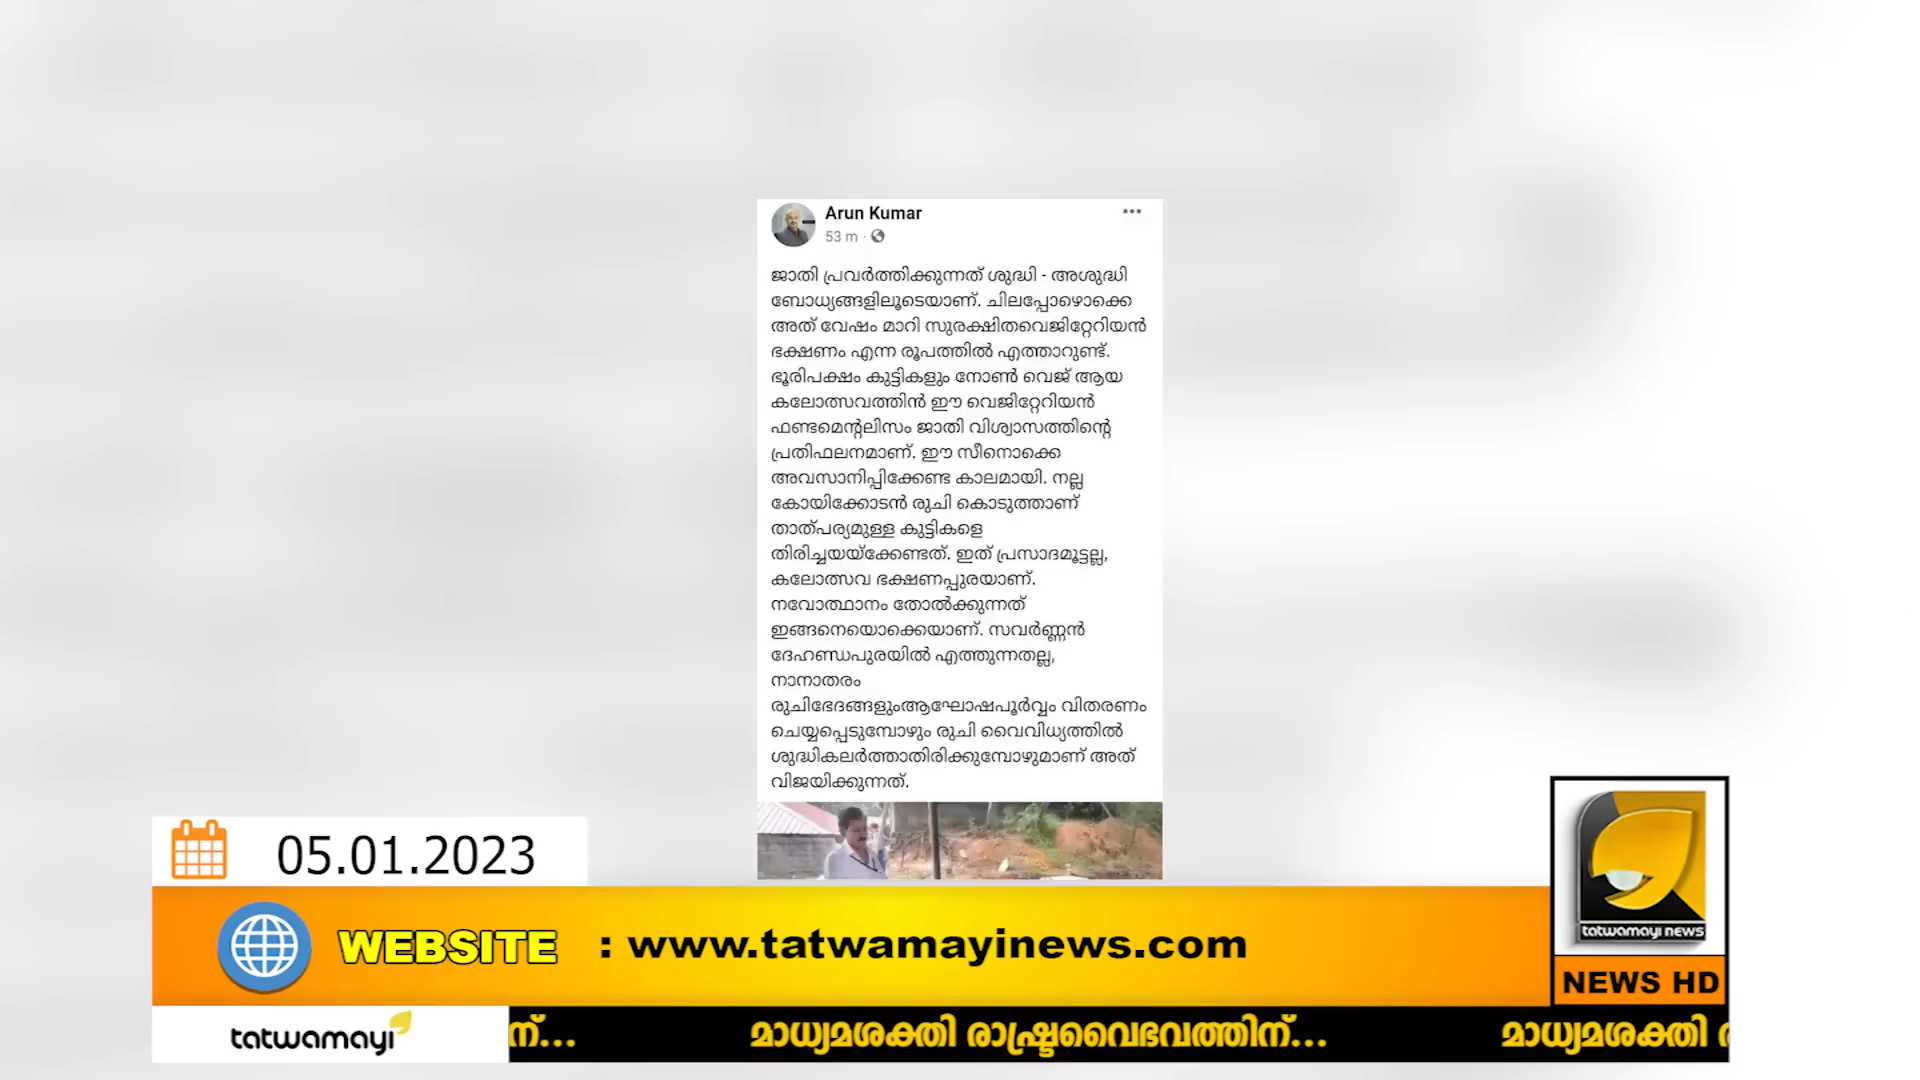 Arun Kumar
53 m ·
ജാതി പ്രവർത്തിക്കുന്നത് ശുദ്ധി - അശുദ്ധി
ബോധ്യങ്ങളിലൂടെയാണ്. ചിലപ്പോഴൊക്കെ
അത് വേഷം മാറി സുരക്ഷിതവെജിറ്റേറിയൻ
ഭക്ഷണം എന്ന രൂപത്തിൽ എത്താറുണ്ട്.
ഭൂരിപക്ഷം കുട്ടികളും നോൺ വെജ് ആയ
കലോത്സവത്തിൻ ഈ വെജിറ്റേറിയൻ
ഫണ്ടമെന്റലിസം ജാതി വിശ്വാസത്തിന്റെ
പ്രതിഫലനമാണ്. ഈ സീനൊക്കെ
അവസാനിപ്പിക്കേണ്ട കാലമായി. നല്ല
കോയിക്കോടൻ രുചി കൊടുത്താണ്
താത്പര്യമുള്ള കുട്ടികളെ
തിരിച്ചയയ്ക്കേണ്ടത്. ഇത് പ്രസാദമൂട്ടല്ല,
കലോത്സവ ഭക്ഷണപ്പുരയാണ്.
നവോത്ഥാനം തോൽക്കുന്നത്
ഇങ്ങനെയൊക്കെയാണ്. സവർണ്ണൻ
ദേഹണ്ഡപുരയിൽ എത്തുന്നതല്ല,
നാനാതരം
രുചിഭേദങ്ങളുംആഘോഷപൂർവ്വം വിതരണം
ചെയ്യപ്പെടുമ്പോഴും രുചി വൈവിധ്യത്തിൽ
ശുദ്ധികലർത്താതിരിക്കുമ്പോഴുമാണ് അത്
വിജയിക്കുന്നത്.
05.01.2023
WEBSITE : www.tatwamayinews.com
tatwamayi news
NEWS HD
tatwamayi
ന്... മാധ്യമശക്തി രാഷ്ട്രവൈഭവത്തിന്... മാധ്യമശക്തി